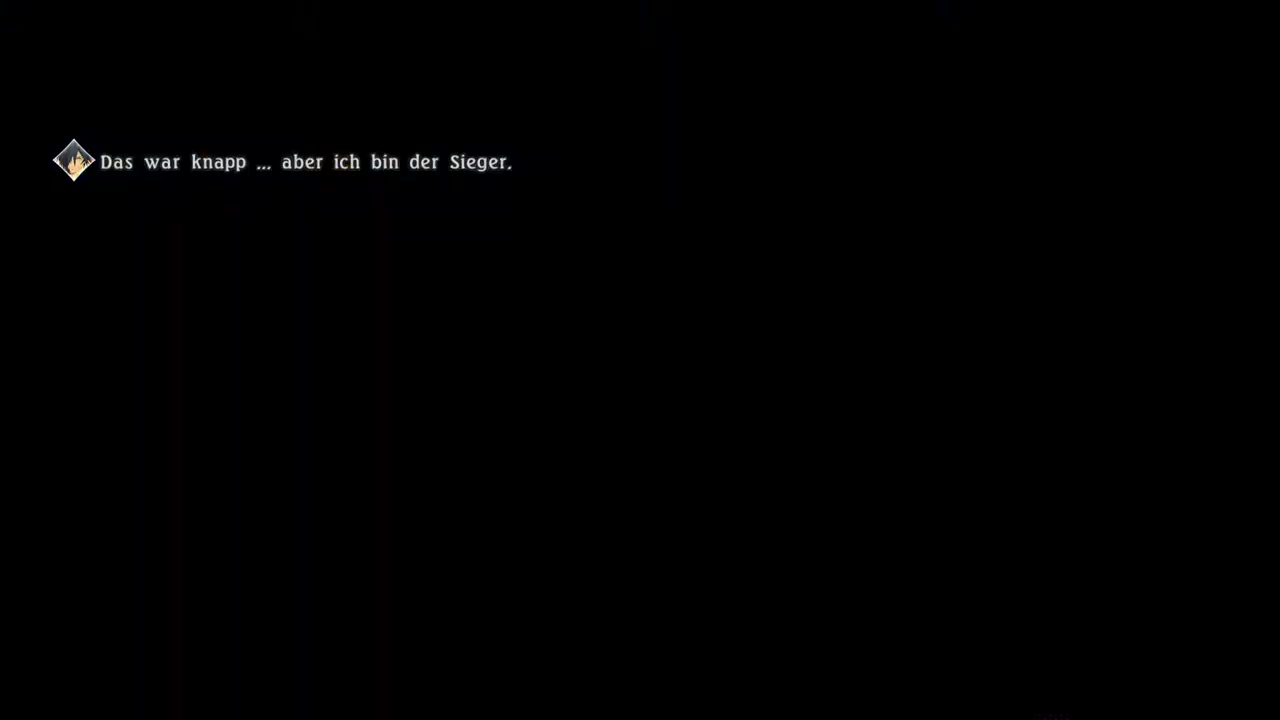 Das war knapp ... aber ich bin der Sieger.